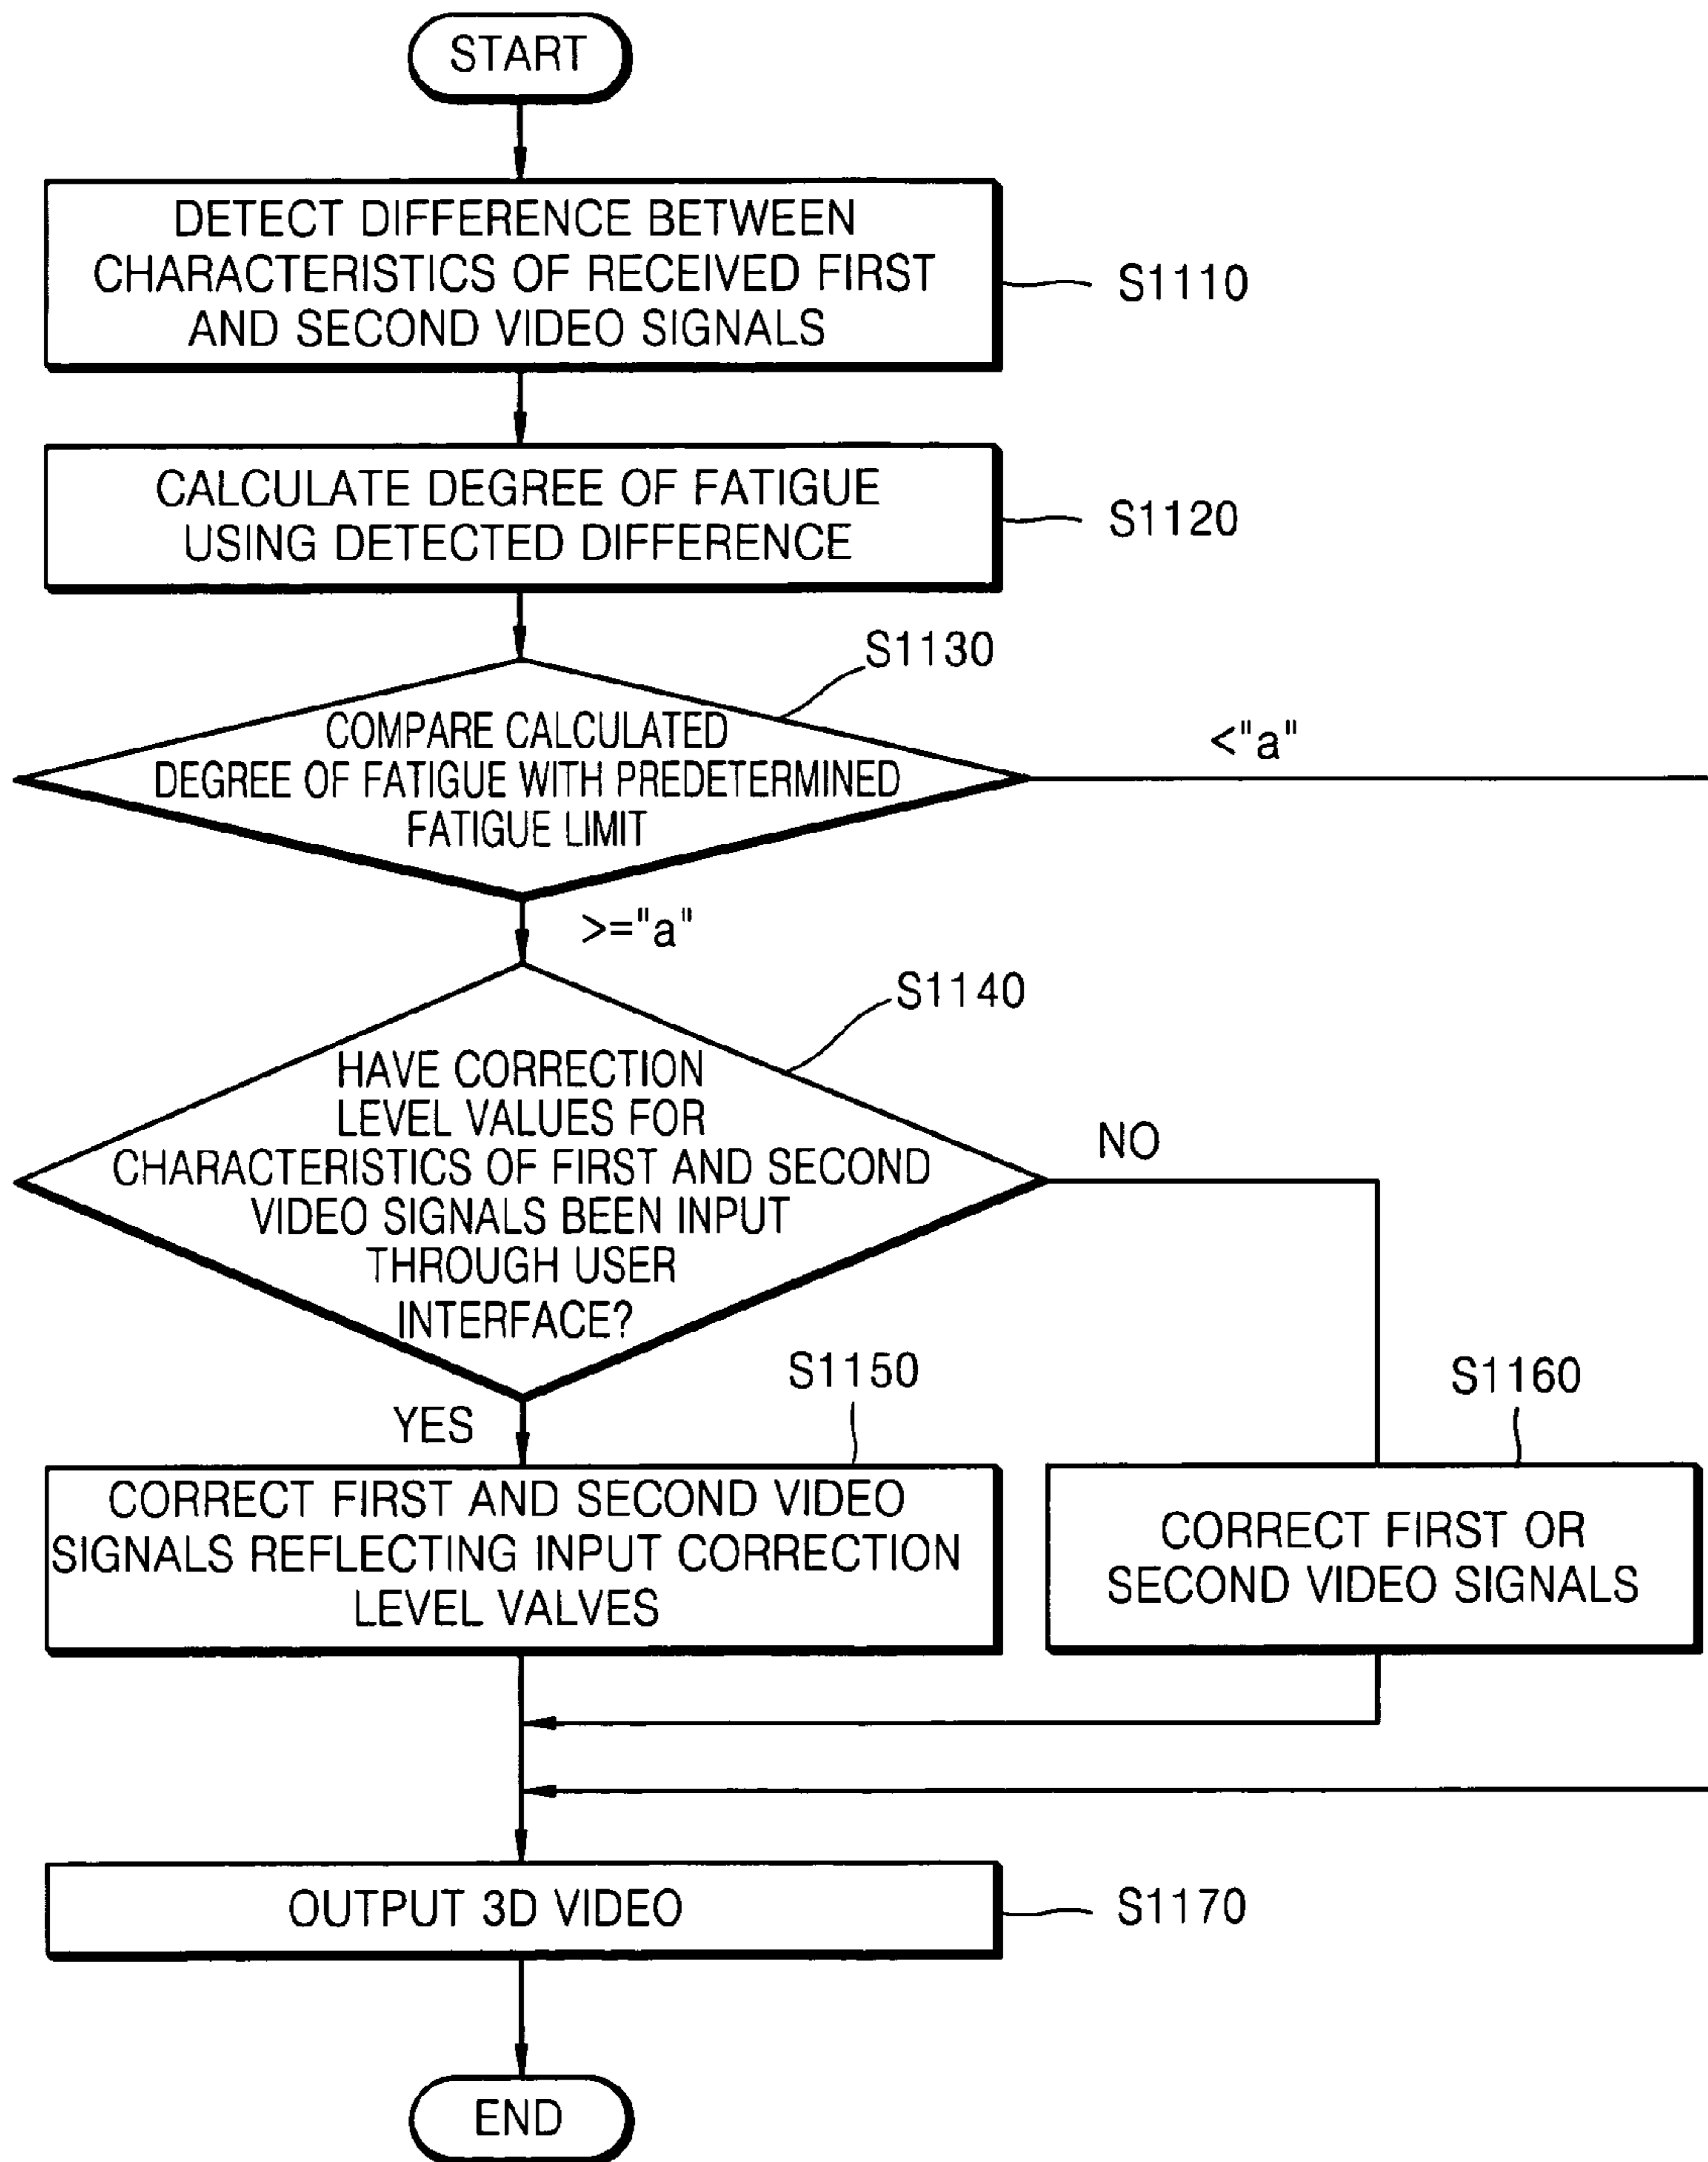 START
DETECT DIFFERENCE BETWEEN
CHARACTERISTICS OF RECEIVED FIRST
AND SECOND VIDEO SIGNALS
S1110
CALCULATE DEGREE OF FATIGUE
USING DETECTED DIFFERENCE
S1120
S1130
COMPARE CALCULATED
DEGREE OF FATIGUE WITH PREDETERMINED
FATIGUE LIMIT
<"a"
>="a"
S1140
HAVE CORRECTION
LEVEL VALUES FOR
CHARACTERISTICS OF FIRST AND SECOND
VIDEO SIGNALS BEEN INPUT
THROUGH USER
INTERFACE?
NO
YES
S1150
CORRECT FIRST AND SECOND VIDEO
SIGNALS REFLECTING INPUT CORRECTION
LEVEL VALVES
S1160
CORRECT FIRST OR
SECOND VIDEO SIGNALS
OUTPUT 3D VIDEO
S1170
END